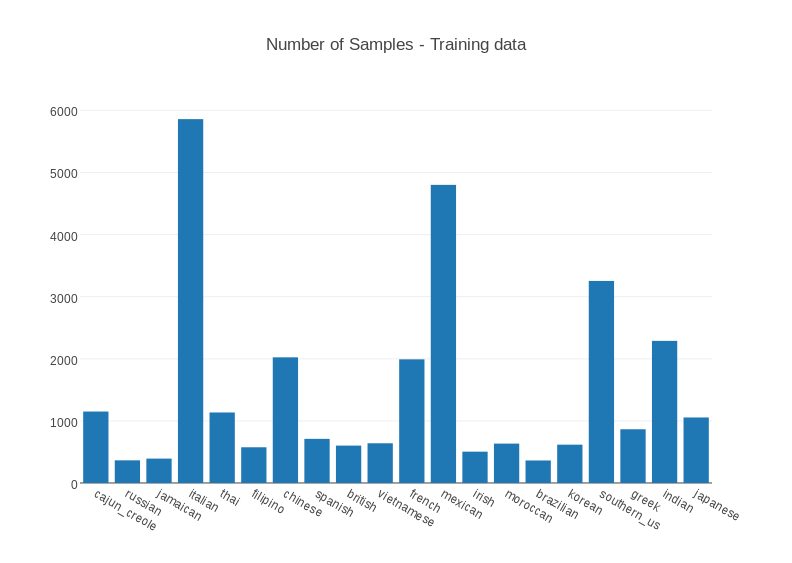 Number of Samples - Training data
6000
5000
4000
3000
2000
1000
0
cajun_creole
russian
jamaican
italian
thai
filipino
chinese
spanish
british
vietnamese
french
mexican
irish
moroccan
brazilian
korean
southern_us
greek
indian
japanese